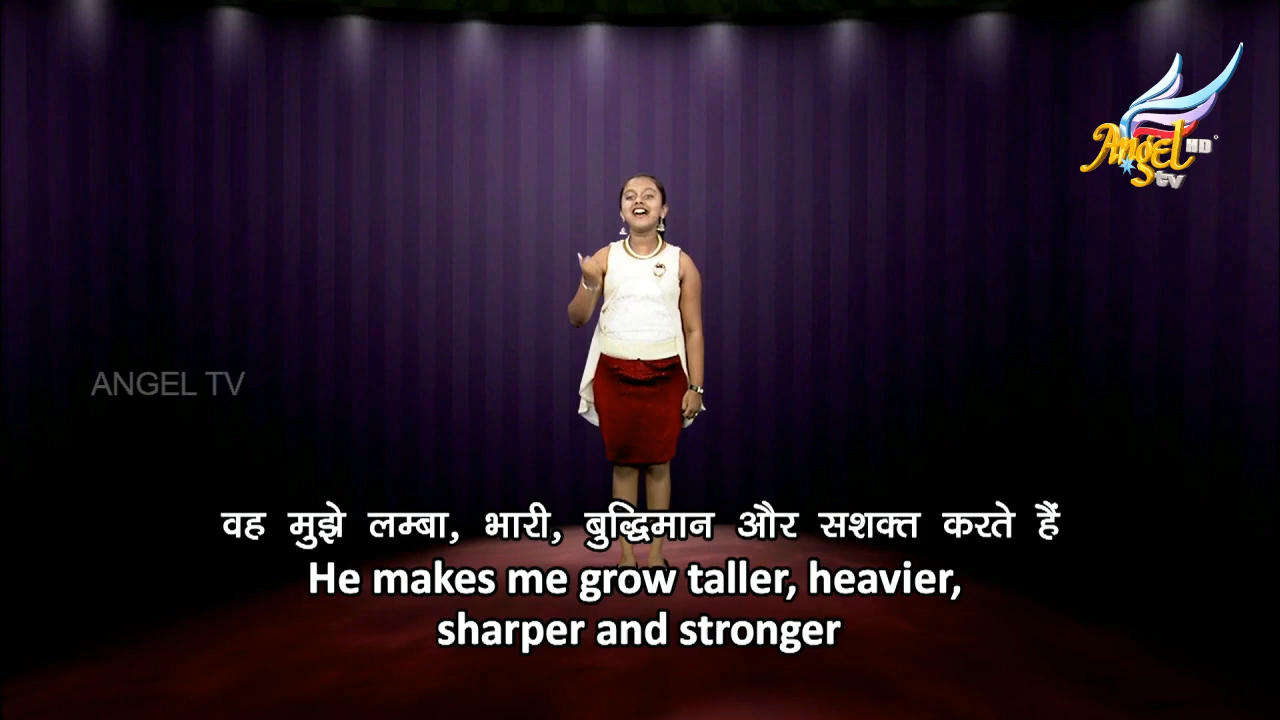 Angel HD
tv
ANGEL TV
वह मुझे लम्बा, भारी, बुद्धिमान और सशक्त करते हैं
He makes me grow taller, heavier,
sharper and stronger